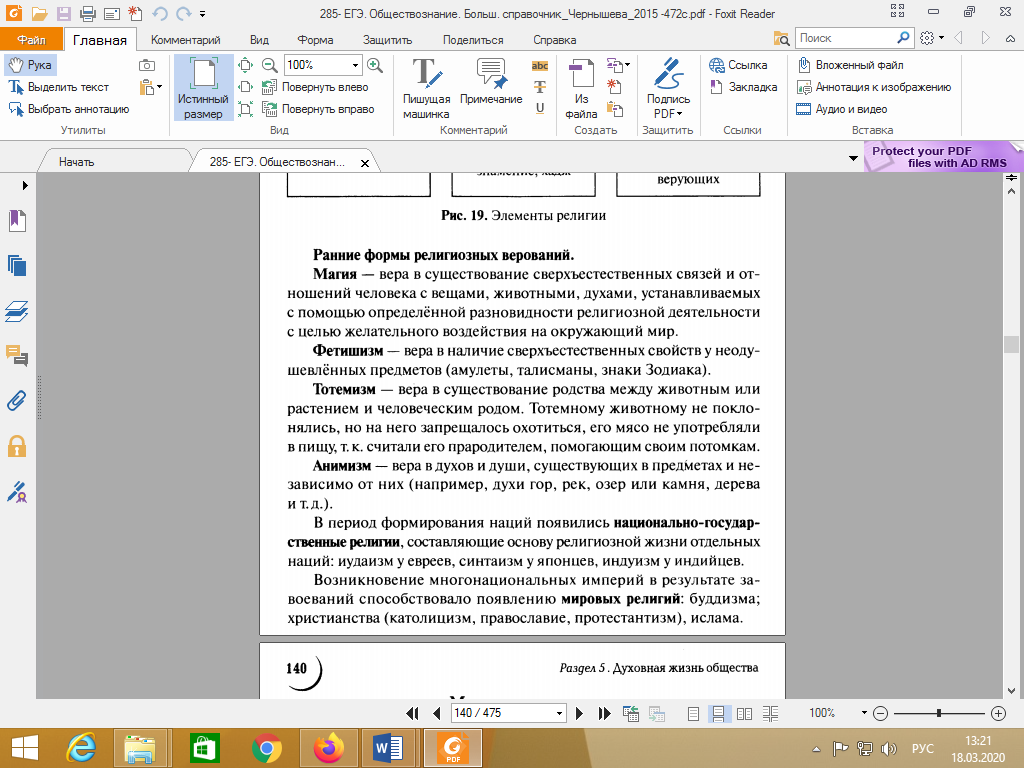 285- ЕГЭ. Обществознание. Больш. справочник_Чернышева_2015 -472с.pdf - Foxit Reader
Файл Главная Комментарий Вид Форма Защитить Поделиться Справка Поиск
Рука 100% Ссылка Вложенный файл
Выделить текст Повернуть влево Закладка Аннотация к изображению
Выбрать аннотацию Повернуть вправо Аудио и видео
Истинный размер
Пишущая машинка
Примечание
abc
T
U
Из файла
Подпись PDF
Утилиты Вид Комментарий Создать Защитить Ссылки Вставка
Начать 285- ЕГЭ. Обществознан...
Protect your PDF
files with AD RMS
верующих
Рис. 19. Элементы религии
Ранние формы религиозных верований.
Магия — вера в существование сверхъестественных связей и от-
ношений человека с вещами, животными, духами, устанавливаемых
с помощью определённой разновидности религиозной деятельности
с целью желательного воздействия на окружающий мир.
Фетишизм — вера в наличие сверхъестественных свойств у неоду-
шевлённых предметов (амулеты, талисманы, знаки Зодиака).
Тотемизм — вера в существование родства между животным или
растением и человеческим родом. Тотемному животному не покло-
нялись, но на него запрещалось охотиться, его мясо не употребляли
в пищу, т. к. считали его прародителем, помогающим своим потомкам.
Анимизм — вера в духов и души, существующих в предметах и не-
зависимо от них (например, духи гор, рек, озер или камня, дерева
и т. д.).
В период формирования наций появились национально-государ-
ственные религии, составляющие основу религиозной жизни отдельных
наций: иудаизм у евреев, синтаизм у японцев, индуизм у индийцев.
Возникновение многонациональных империй в результате за-
воеваний способствовало появлению мировых религий: буддизма;
христианства (католицизм, православие, протестантизм), ислама.
140 Раздел 5 . Духовная жизнь общества
140 / 475 100%
PDF
РУС
13:21
18.03.2020